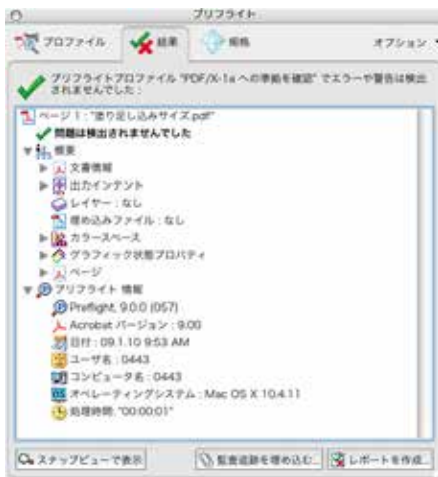 プリフライト
プロファイル 結果 規格 オプション
プリフライトプロファイル "PDF/X-1a への準拠を確認" でエラーや警告は検出
されませんでした：
ページ 1："塗り足し込みサイズ.pdf"
問題は検出されませんでした
概要
文書情報
出力インテント
レイヤー：なし
埋め込みファイル：なし
カラースペース
グラフィック状態プロパティ
ページ
プリフライト 情報
Preflight, 9.0.0 (057)
Acrobat バージョン：9.00
日付：09.1.10 9:53 AM
ユーザ名：0443
コンピュータ名：0443
オペレーティングシステム：Mac OS X 10.4.11
処理時間: "00:00:01"
スナップビューで表示 監査追跡を埋め込む... レポートを作成...